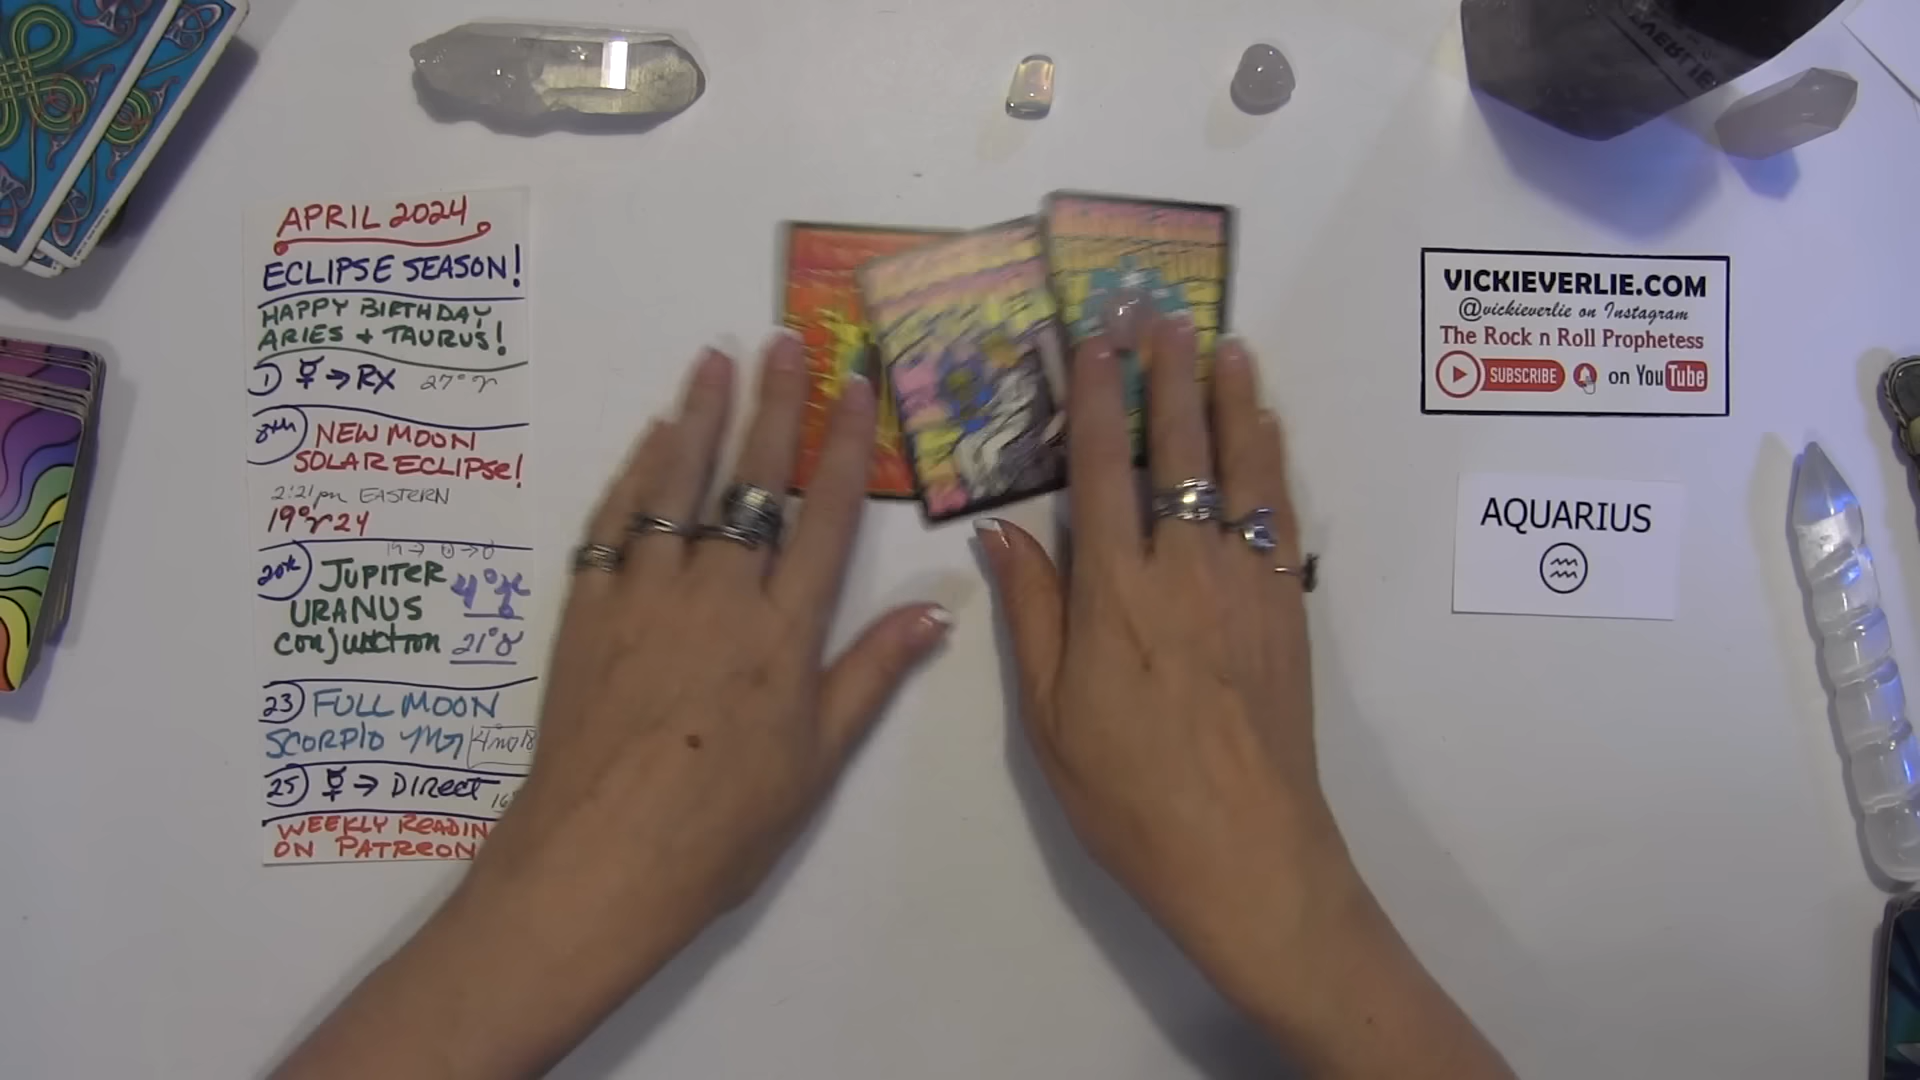 APRIL 2024
ECLIPSE SEASON!
HAPPY BIRTHDAY
ARIES + TAURUS!
1 ☿ → RX 27° ♈
8th NEW MOON
SOLAR ECLIPSE!
2:21pm EASTERN
19° ♈ 24
20th JUPITER
URANUS
conjunction 21° ♉
23 FULL MOON
SCORPIO ♏
25 ☿ → DIRECT
WEEKLY READIN
ON PATREON
VERLIE
VICKIEVERLIE.COM
@vickieverlie on Instagram
The Rock n Roll Prophetess
SUBSCRIBE on YouTube
AQUARIUS
♒